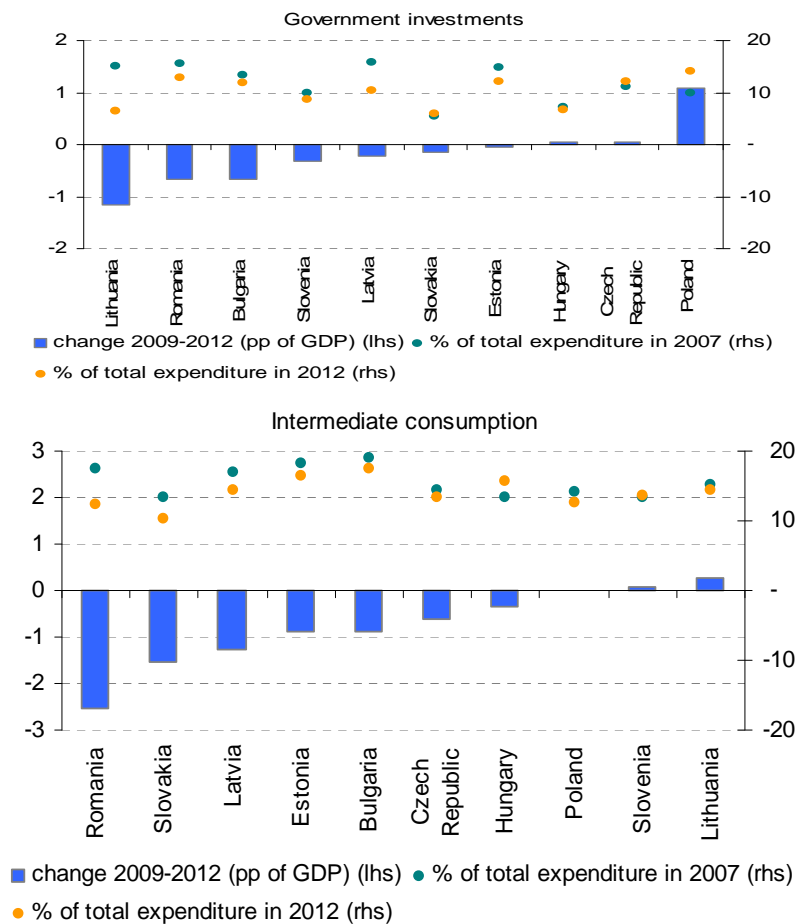 Government investments
2
1
0
-1
-2
20
10
-
-10
-20
Lithuania
Romania
Bulgaria
Slovenia
Latvia
Slovakia
Estonia
Hungary
Czech
Republic
Poland
change 2009-2012 (pp of GDP) (lhs)
% of total expenditure in 2007 (rhs)
% of total expenditure in 2012 (rhs)
Intermediate consumption
3
2
1
0
-1
-2
-3
20
10
-
-10
-20
Romania
Slovakia
Latvia
Estonia
Bulgaria
Czech
Republic
Hungary
Poland
Slovenia
Lithuania
change 2009-2012 (pp of GDP) (lhs)
% of total expenditure in 2007 (rhs)
% of total expenditure in 2012 (rhs)